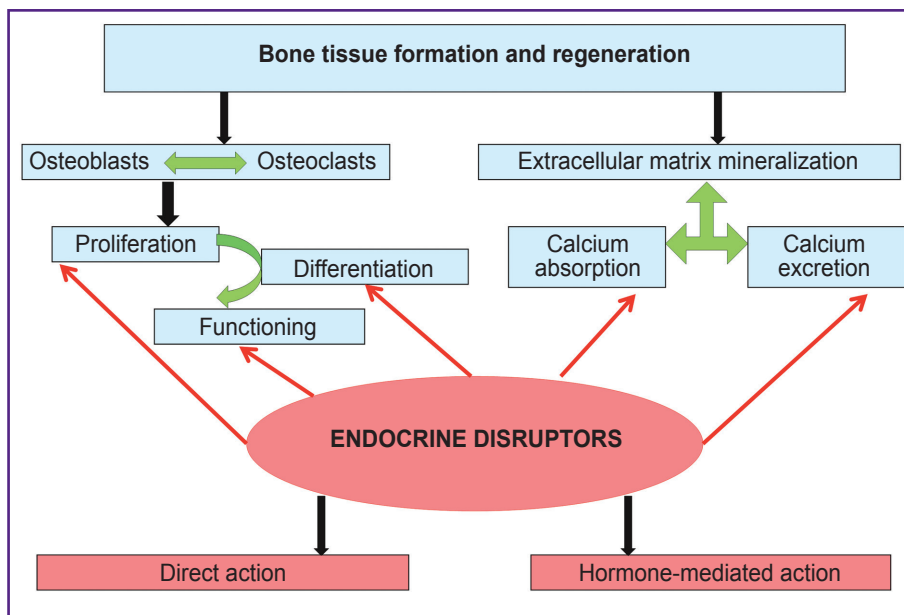 Bone tissue formation and regeneration
Osteoblasts Osteoclasts
Extracellular matrix mineralization
Proliferation
Differentiation
Functioning
Calcium
absorption
Calcium
excretion
ENDOCRINE DISRUPTORS
Direct action
Hormone-mediated action